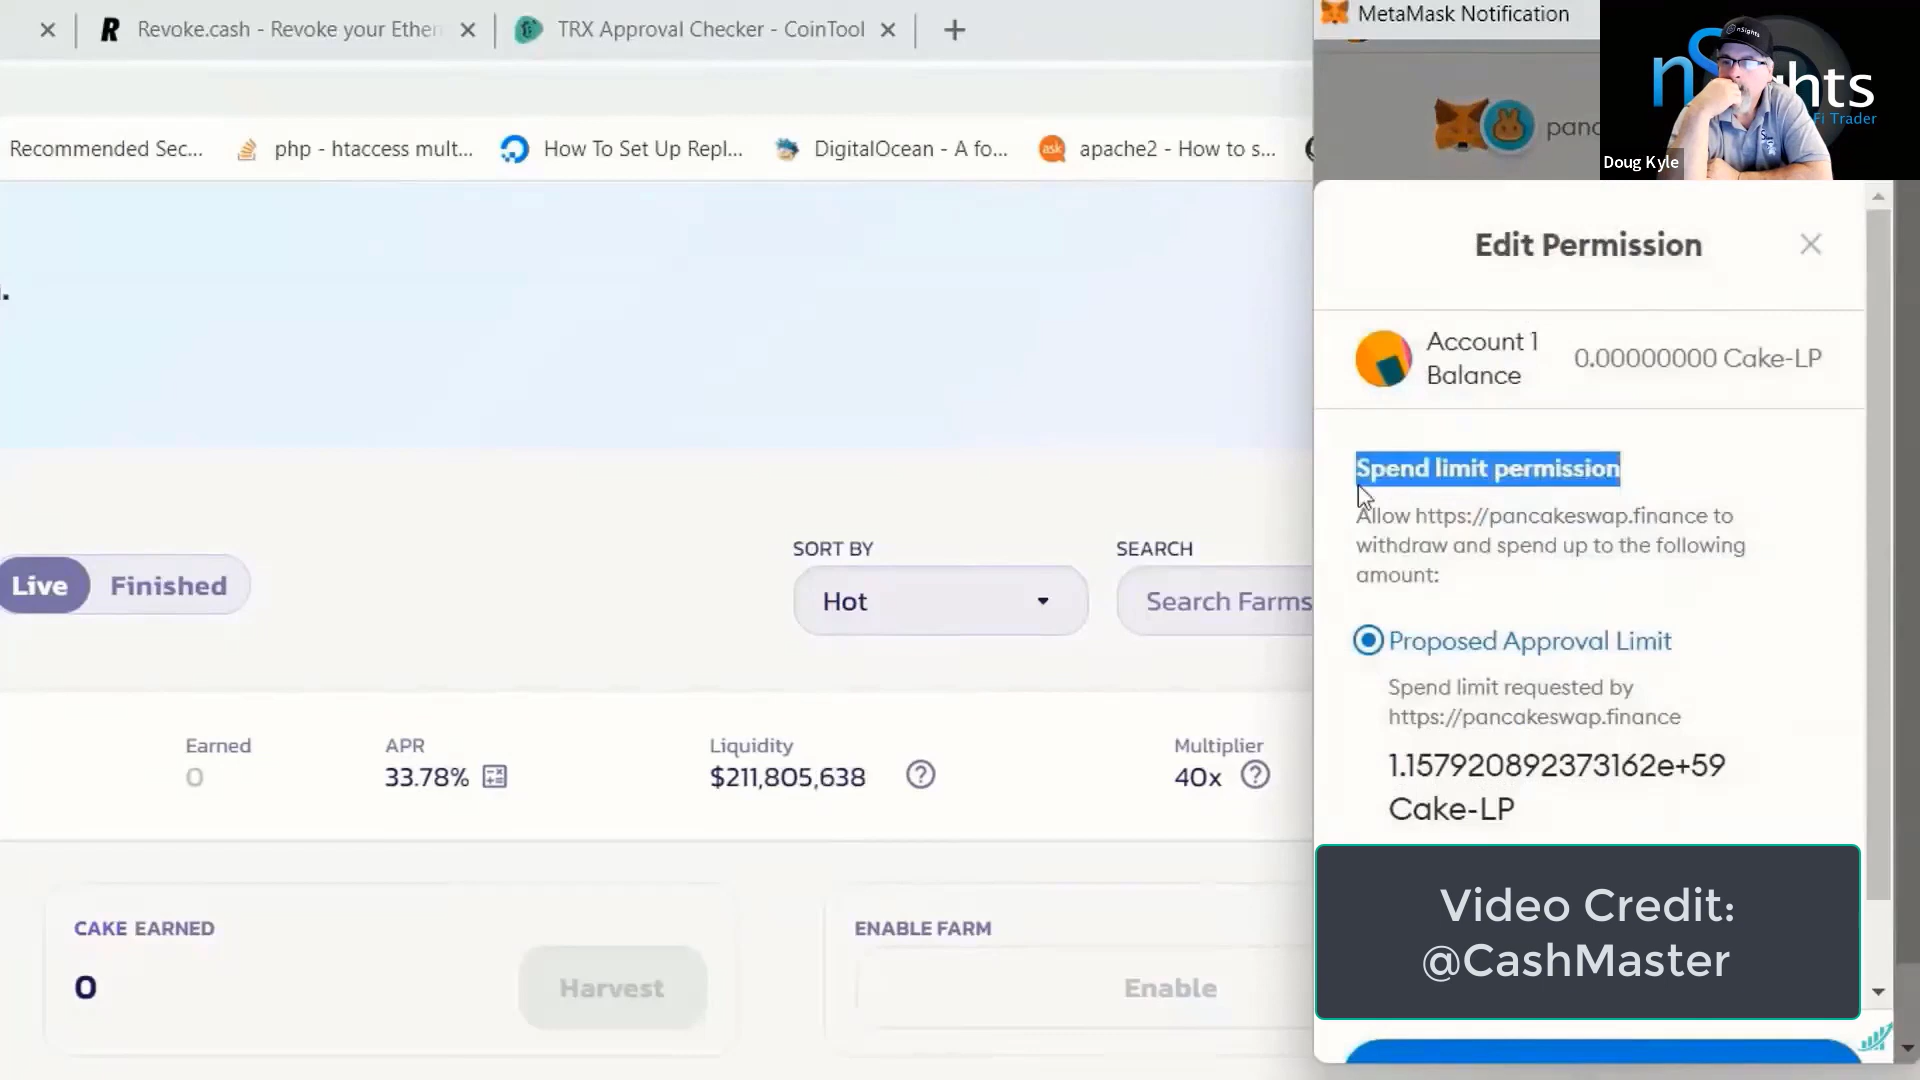 Revoke.cash - Revoke your Ether
TRX Approval Checker - CoinTool
MetaMask Notification
Recommended Sec...
php - htaccess mult...
How To Set Up Repl...
DigitalOcean - A fo...
apache2 - How to s...
Fi Trader
Doug Kyle
Edit Permission
Account 1
Balance
0.00000000 Cake-LP
Spend limit permission
Allow https://pancakeswap.finance to
withdraw and spend up to the following
amount:
Proposed Approval Limit
Spend limit requested by
https://pancakeswap.finance
1.157920892373162e+59
Cake-LP
Live
Finished
SORT BY
Hot
SEARCH
Search Farms
Earned
0
APR
33.78%
Liquidity
$211,805,638
Multiplier
40x
CAKE EARNED
0
Harvest
ENABLE FARM
Enable
Video Credit:
@CashMaster